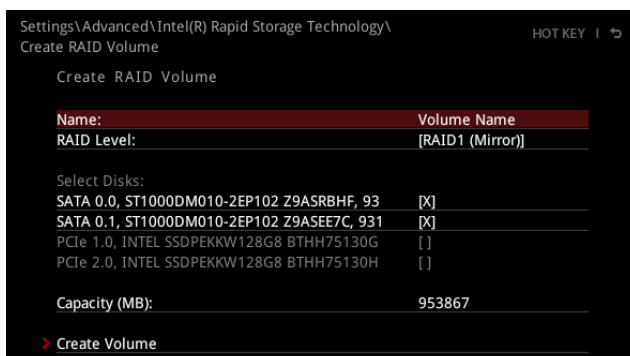 Settings\Advanced\Intel(R) Rapid Storage Technology\
Create RAID Volume
HOT KEY |
Create RAID Volume
Name: Volume Name
RAID Level: [RAID1 (Mirror)]
Select Disks:
SATA 0.0, ST1000DM010-2EP102 Z9ASRBHF, 93 [X]
SATA 0.1, ST1000DM010-2EP102 Z9ASEE7C, 931 [X]
PCIe 1.0, INTEL SSDPEKKW128G8 BTHH75130G [ ]
PCIe 2.0, INTEL SSDPEKKW128G8 BTHH75130H [ ]
Capacity (MB): 953867
Create Volume